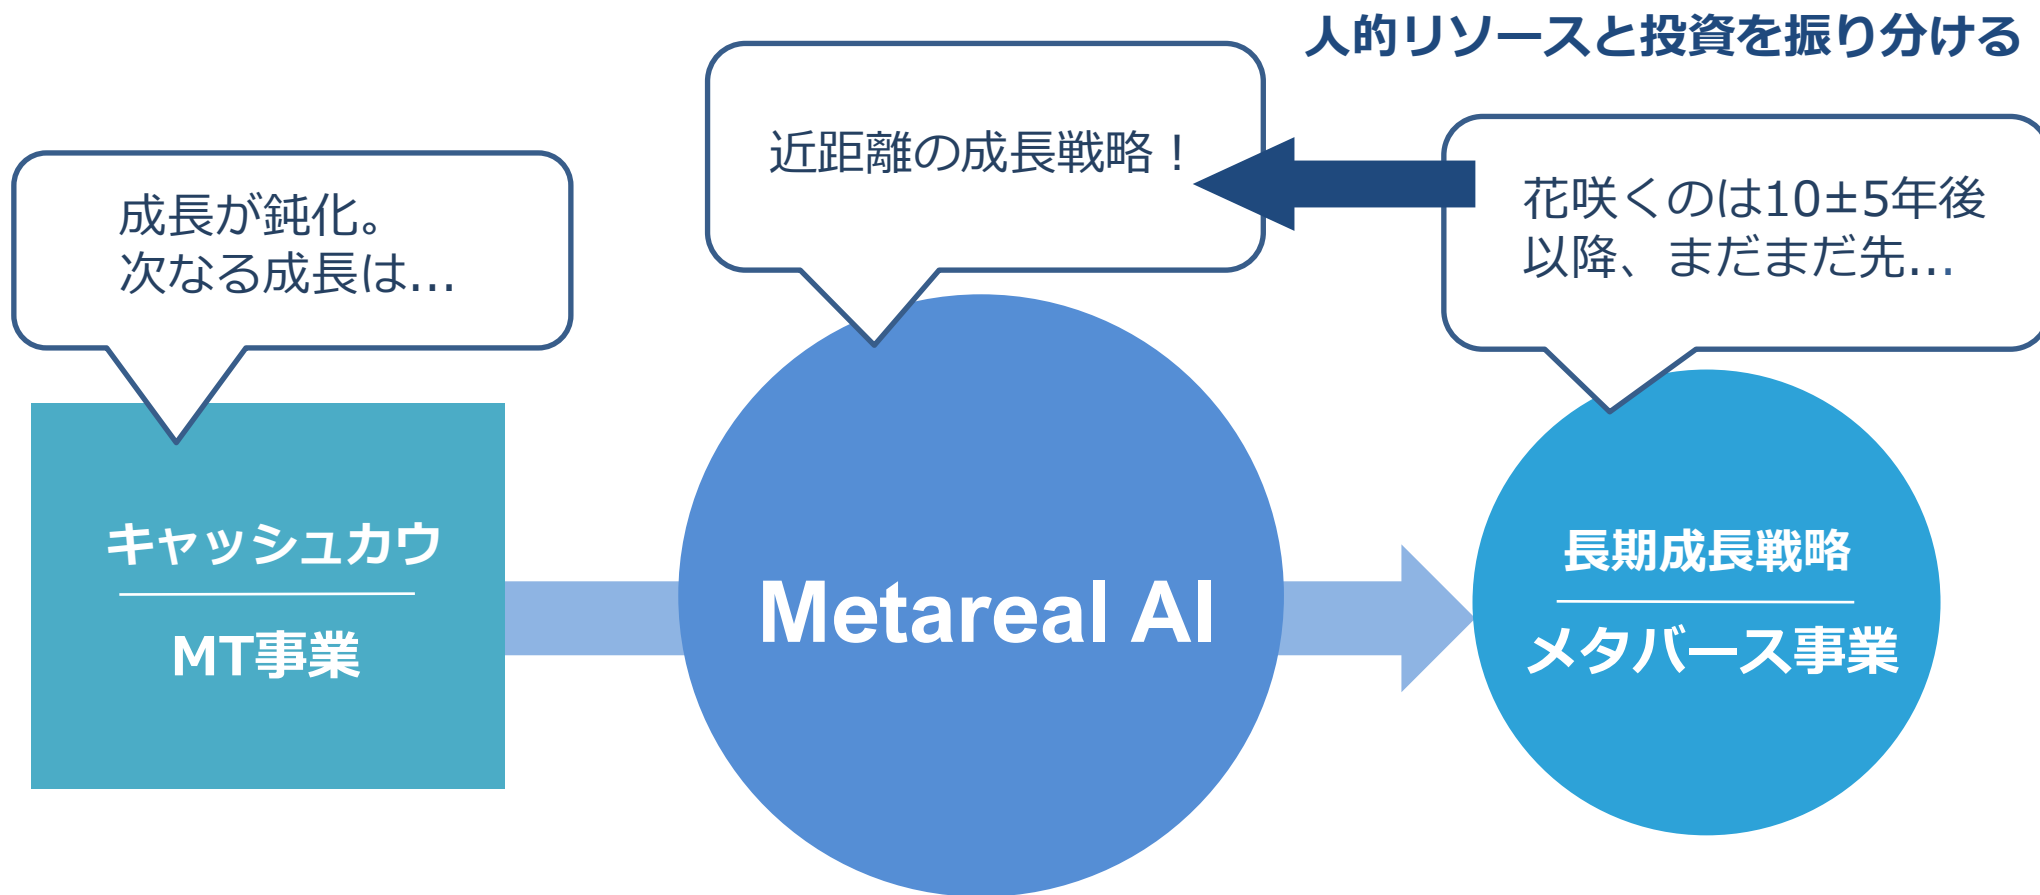 人的リソースと投資を振り分ける
近距離の成長戦略！
成長が鈍化。
次なる成長は…
花咲くのは10±5年後
以降、まだまだ先…
キャッシュカウ
MT事業
Metareal AI
長期成長戦略
メタバース事業